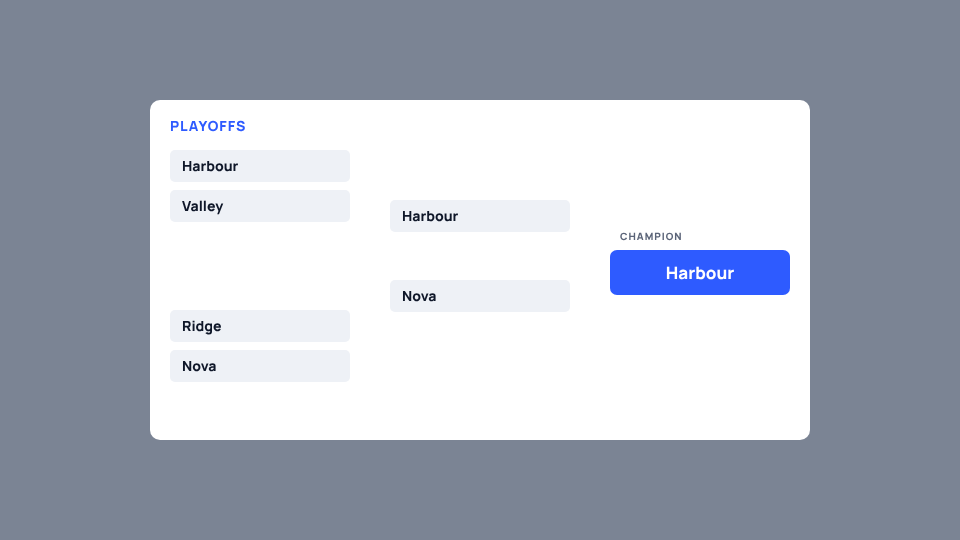 PLAYOFFS
Harbour
Valley
Ridge
Nova
Harbour
Nova
CHAMPION
Harbour